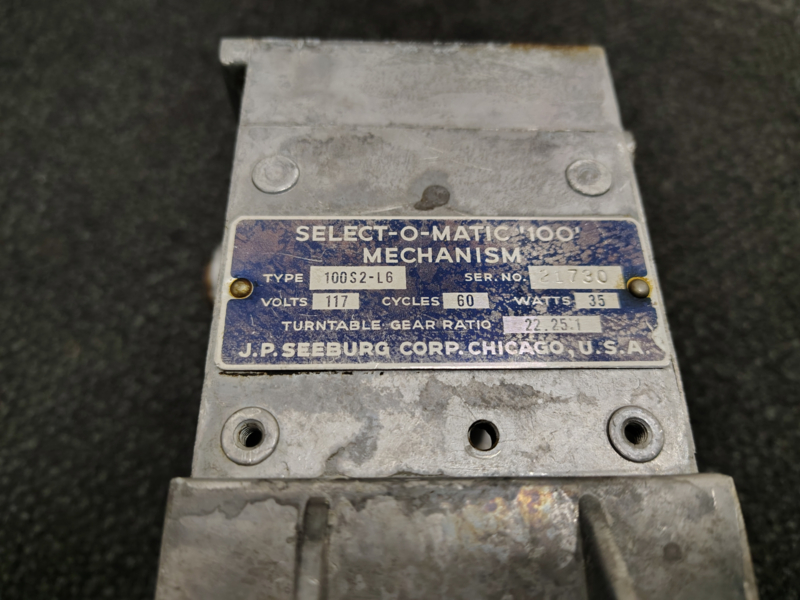 SELECT-O-MATIC '100'
MECHANISM
TYPE 100S2-L6 SER. NO. 21730
VOLTS 117 CYCLES 60 WATTS 35
TURNTABLE GEAR RATIO 22.25:1
J.P. SEEBURG CORP. CHICAGO, U.S.A.